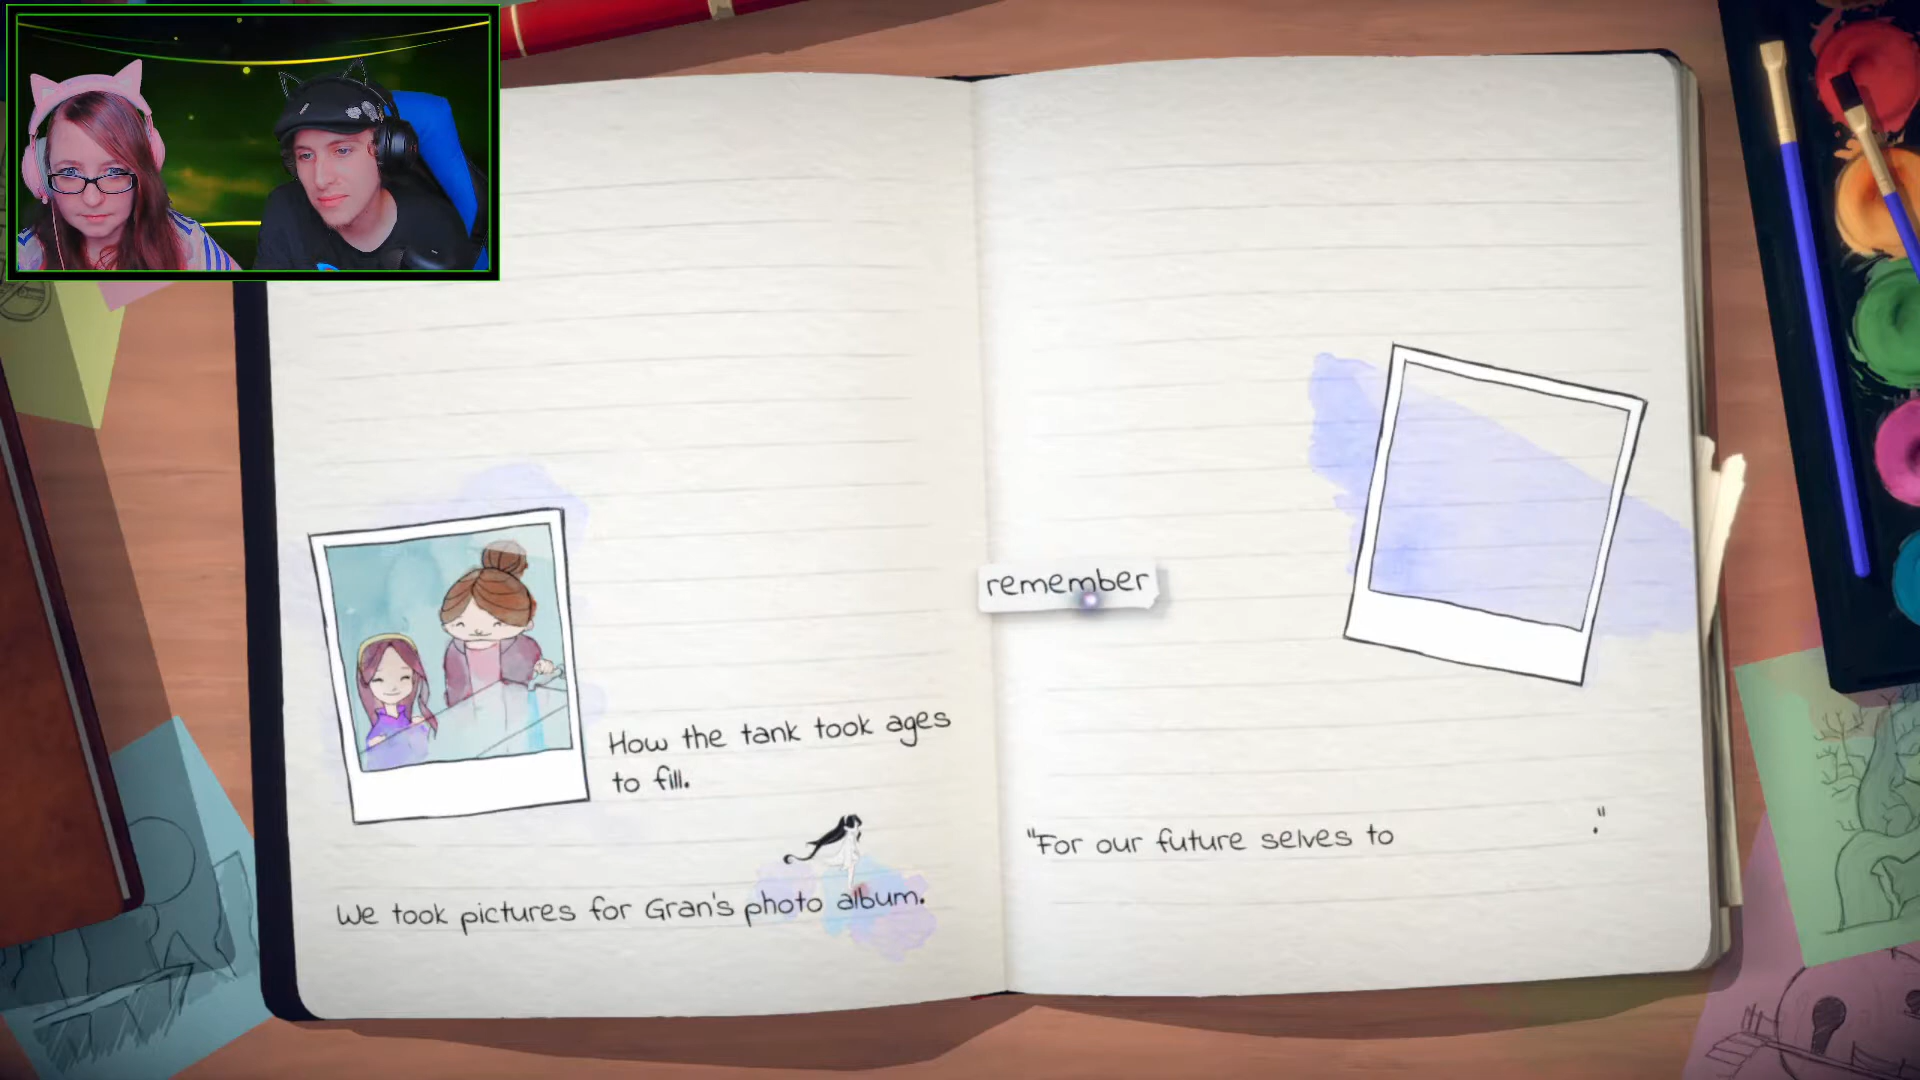 How the tank took ages
to fill.
We took pictures for Gran's photo album.
remember
"For our future selves to ."